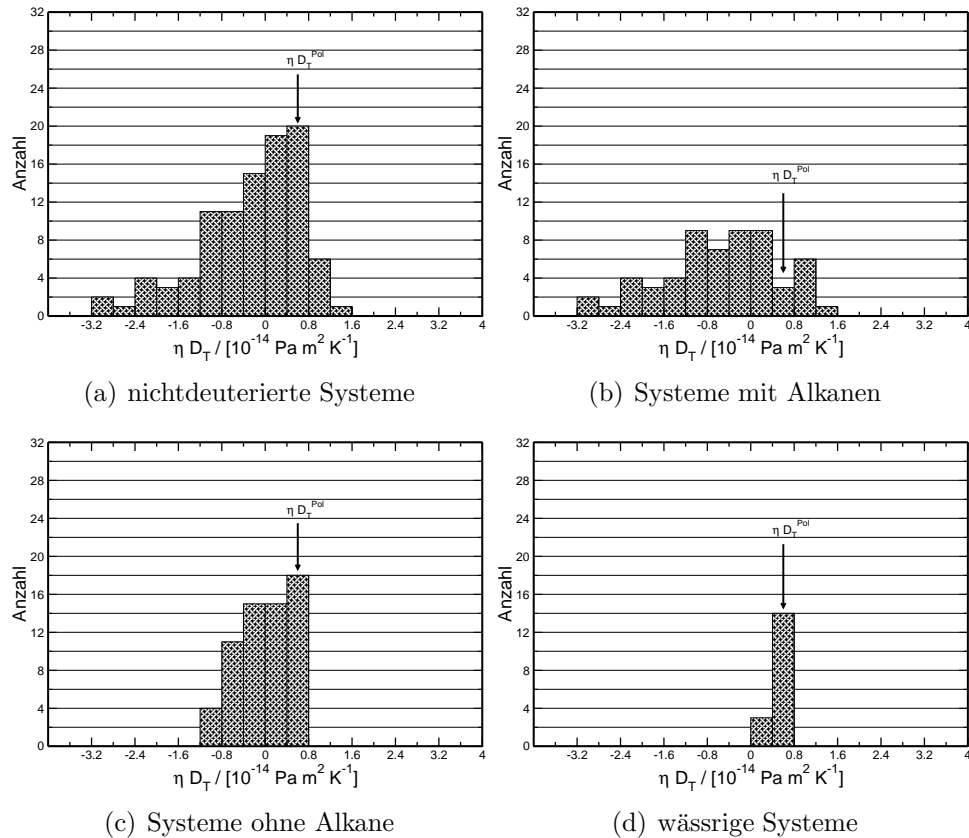 32
28
24
20
16
12
8
4
0
Anzahl
η D_T^Pol
-3.2 -2.4 -1.6 -0.8 0 0.8 1.6 2.4 3.2 4
η D_T / [10^-14 Pa m^2 K^-1]
(a) nichtdeuterierte Systeme
32
28
24
20
16
12
8
4
0
Anzahl
η D_T^Pol
-3.2 -2.4 -1.6 -0.8 0 0.8 1.6 2.4 3.2 4
η D_T / [10^-14 Pa m^2 K^-1]
(b) Systeme mit Alkanen
32
28
24
20
16
12
8
4
0
Anzahl
η D_T^Pol
-3.2 -2.4 -1.6 -0.8 0 0.8 1.6 2.4 3.2 4
η D_T / [10^-14 Pa m^2 K^-1]
(c) Systeme ohne Alkane
32
28
24
20
16
12
8
4
0
Anzahl
η D_T^Pol
-3.2 -2.4 -1.6 -0.8 0 0.8 1.6 2.4 3.2 4
η D_T / [10^-14 Pa m^2 K^-1]
(d) wässrige Systeme